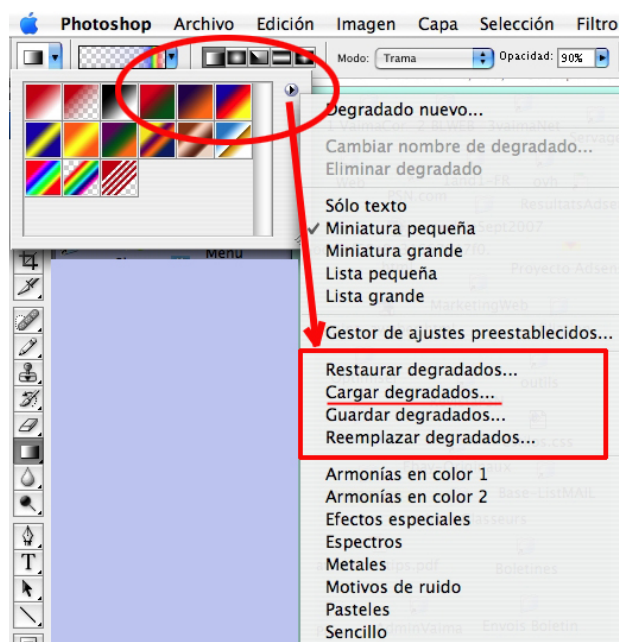 Photoshop Archivo Edición Imagen Capa Selección Filtro
Modo: Trama Opacidad: 90%
Degradado nuevo...
Cambiar nombre de degradado...
Eliminar degradado
Sólo texto
✓ Miniatura pequeña
Miniatura grande
Lista pequeña
Lista grande
Gestor de ajustes preestablecidos...
Restaurar degradados...
Cargar degradados...
Guardar degradados...
Reemplazar degradados...
Armonías en color 1
Armonías en color 2
Efectos especiales
Espectros
Metales
Motivos de ruido
Pasteles
Sencillo
Menu
T